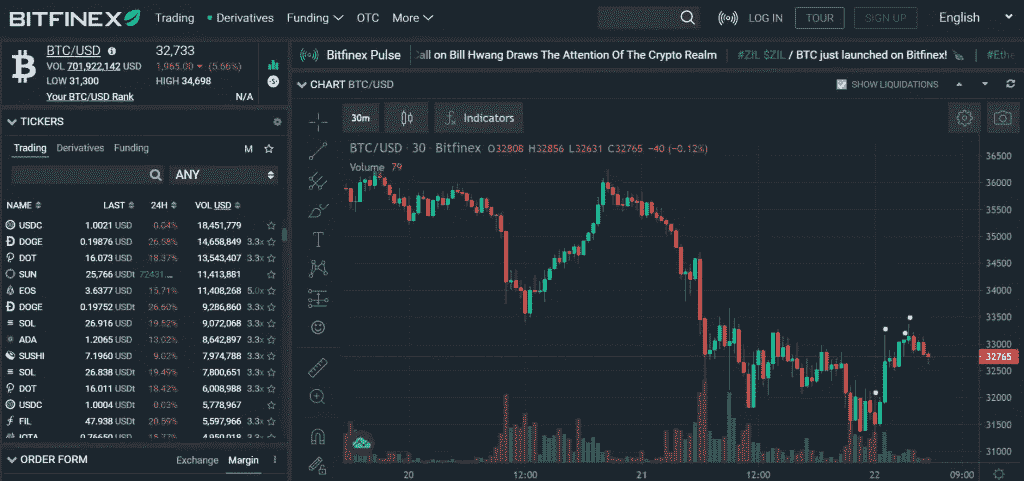 BITFINEX Trading Derivatives Funding OTC More LOG IN TOUR SIGN UP English
BTC/USD 32,733
VOL 701,922,142 USD 1,965.00 (5.66%)
LOW 31,300 HIGH 34,698
Your BTC/USD Rank N/A
Bitfinex Pulse all on Bill Hwang Draws The Attention Of The Crypto Realm #ZIL $ZIL / BTC just launched on Bitfinex! #Ethe
CHART BTC/USD SHOW LIQUIDATIONS
TICKERS
Trading Derivatives Funding M
ANY
NAME LAST 24H VOL USD
USDC 1.0021 USD 0.04% 18,451,779
DOGE 0.19876 USD 26.58% 14,658,849 3.3x
DOT 16.073 USD 18.37% 13,543,407 3.3x
SUN 25,766 USDt 72431.... 11,413,881
EOS 3.6377 USD 15.71% 11,408,268 5.0x
DOGE 0.19752 USDt 26.60% 9,286,860 3.3x
SOL 26.916 USD 19.52% 9,072,068 3.3x
ADA 1.2065 USD 13.02% 8,642,897 3.3x
SUSHI 7.1960 USD 9.02% 7,974,788 3.3x
SOL 26.838 USDt 19.49% 7,800,651 3.3x
DOT 16.011 USDt 18.42% 6,008,988 3.3x
USDC 1.0004 USDt 0.03% 5,778,967
FIL 47.938 USD 20.59% 5,597,966 3.3x
IOTA 0.76650 USD 15.77% 4,950,018 3.3x
ORDER FORM Exchange Margin
30m Indicators
BTC/USD · 30 · Bitfinex O32808 H32856 L32631 C32765 −40 (−0.12%)
Volume 79
36500
36000
35500
35000
34500
34000
33500
33000
32765
32500
32000
31500
31000
20 12:00 21 12:00 22 09:00